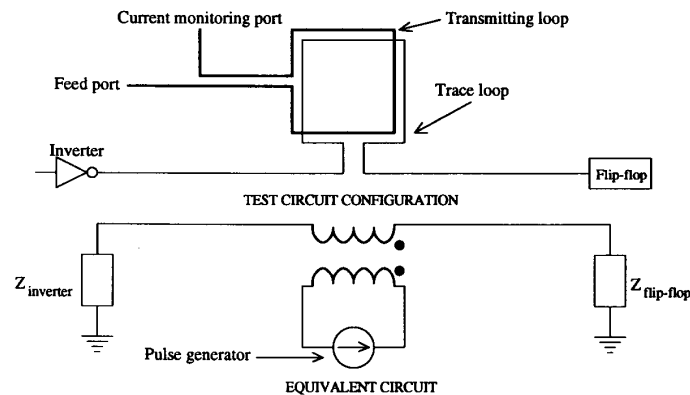 Current monitoring port
Transmitting loop
Feed port
Trace loop
Inverter
Flip-flop
TEST CIRCUIT CONFIGURATION
Z inverter
Z flip-flop
Pulse generator
EQUIVALENT CIRCUIT